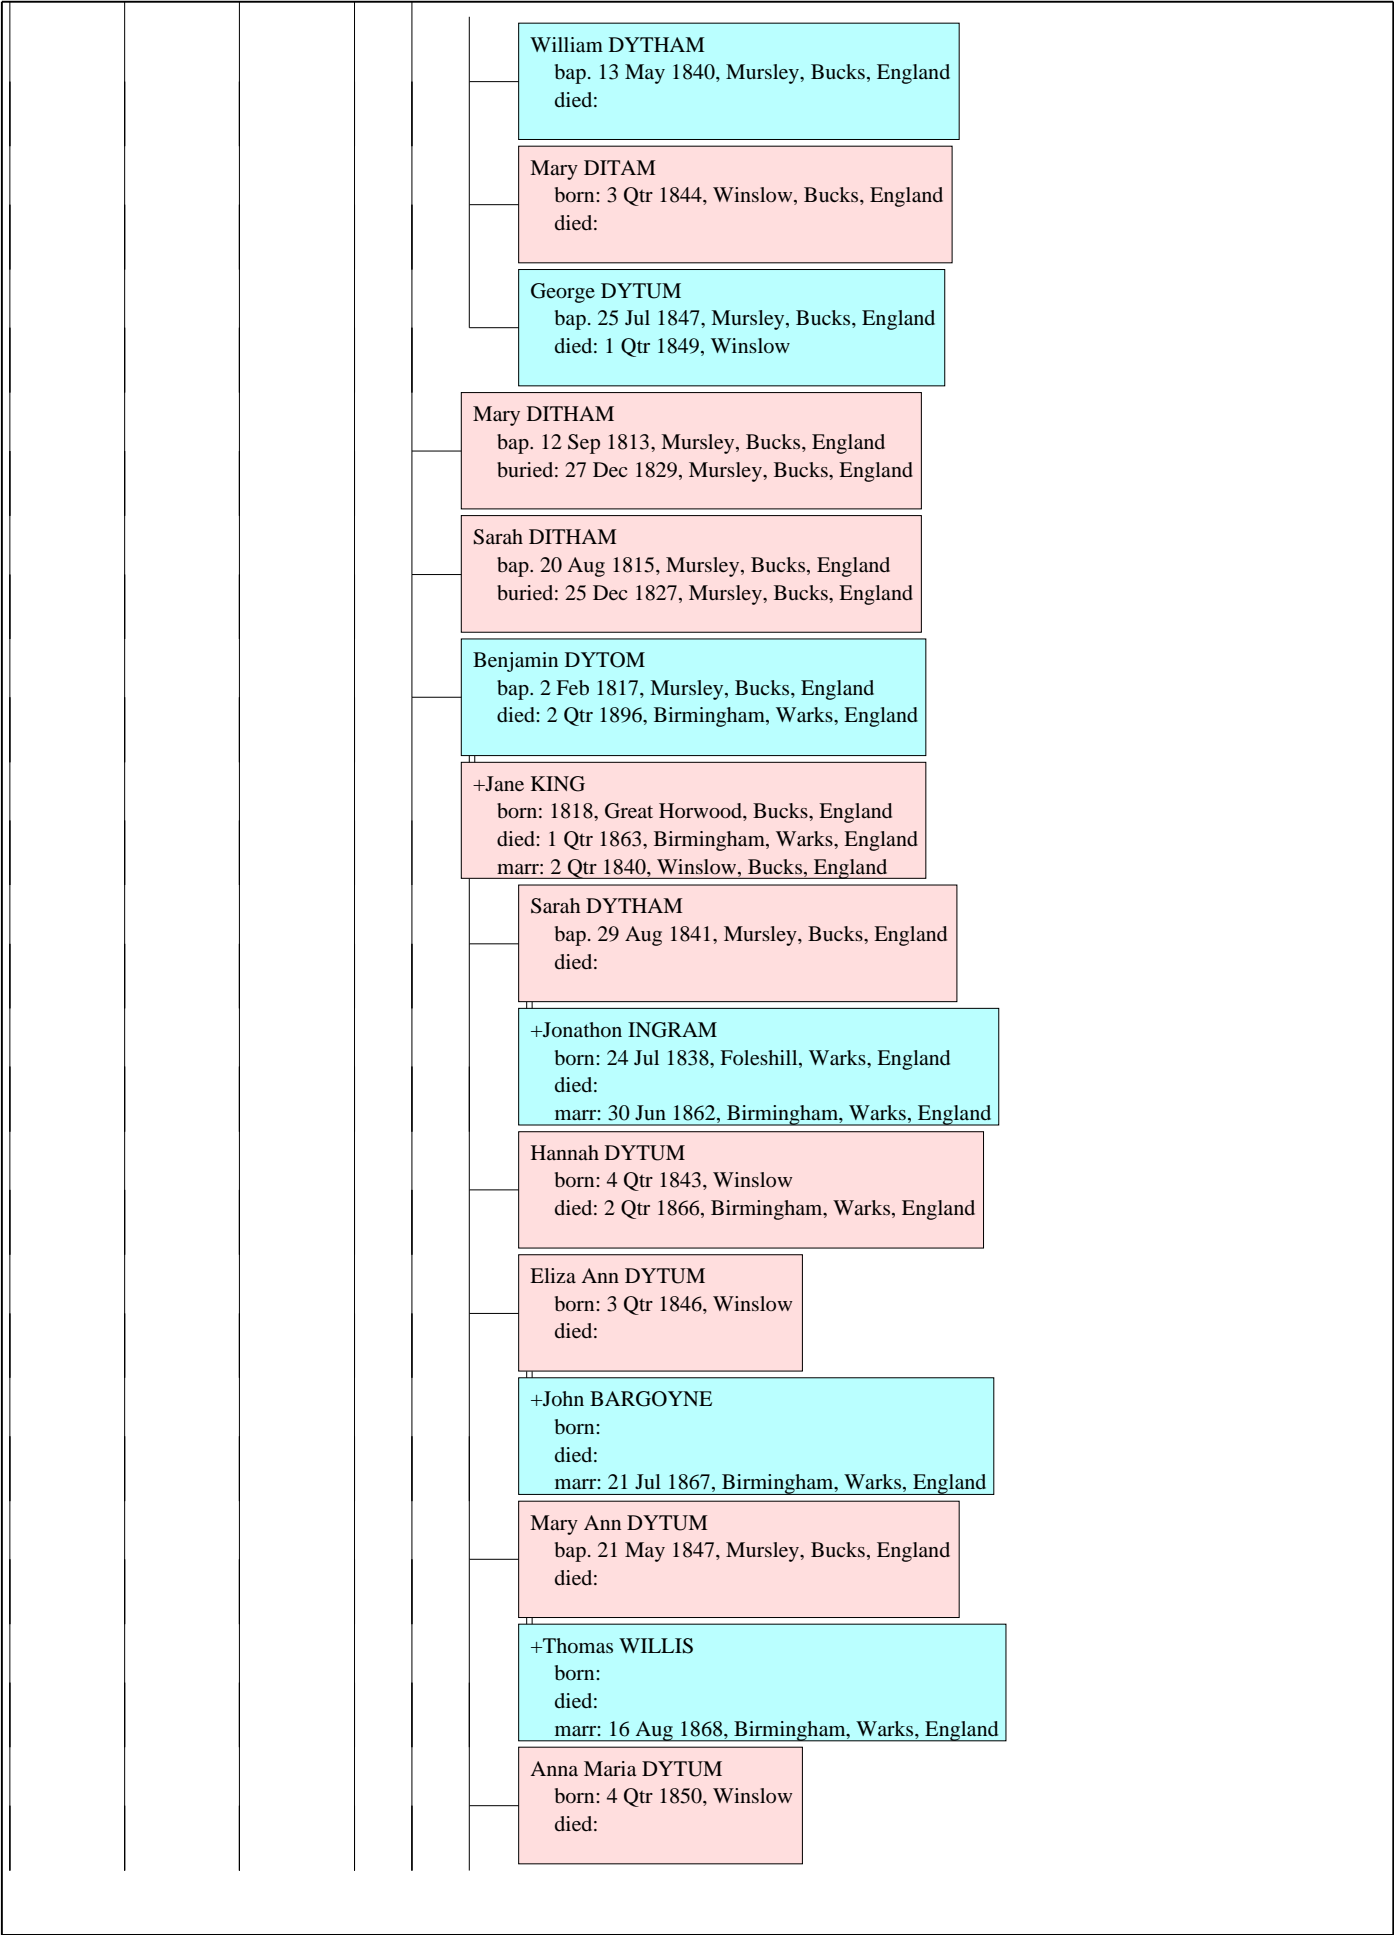 William DYTHAM
bap. 13 May 1840, Mursley, Bucks, England
died:
Mary DITAM
born: 3 Qtr 1844, Winslow, Bucks, England
died:
George DYTUM
bap. 25 Jul 1847, Mursley, Bucks, England
died: 1 Qtr 1849, Winslow
Mary DITHAM
bap. 12 Sep 1813, Mursley, Bucks, England
buried: 27 Dec 1829, Mursley, Bucks, England
Sarah DITHAM
bap. 20 Aug 1815, Mursley, Bucks, England
buried: 25 Dec 1827, Mursley, Bucks, England
Benjamin DYTOM
bap. 2 Feb 1817, Mursley, Bucks, England
died: 2 Qtr 1896, Birmingham, Warks, England
+Jane KING
born: 1818, Great Horwood, Bucks, England
died: 1 Qtr 1863, Birmingham, Warks, England
marr: 2 Qtr 1840, Winslow, Bucks, England
Sarah DYTHAM
bap. 29 Aug 1841, Mursley, Bucks, England
died:
+Jonathon INGRAM
born: 24 Jul 1838, Foleshill, Warks, England
died:
marr: 30 Jun 1862, Birmingham, Warks, England
Hannah DYTUM
born: 4 Qtr 1843, Winslow
died: 2 Qtr 1866, Birmingham, Warks, England
Eliza Ann DYTUM
born: 3 Qtr 1846, Winslow
died:
+John BARGOYNE
born:
died:
marr: 21 Jul 1867, Birmingham, Warks, England
Mary Ann DYTUM
bap. 21 May 1847, Mursley, Bucks, England
died:
+Thomas WILLIS
born:
died:
marr: 16 Aug 1868, Birmingham, Warks, England
Anna Maria DYTUM
born: 4 Qtr 1850, Winslow
died: